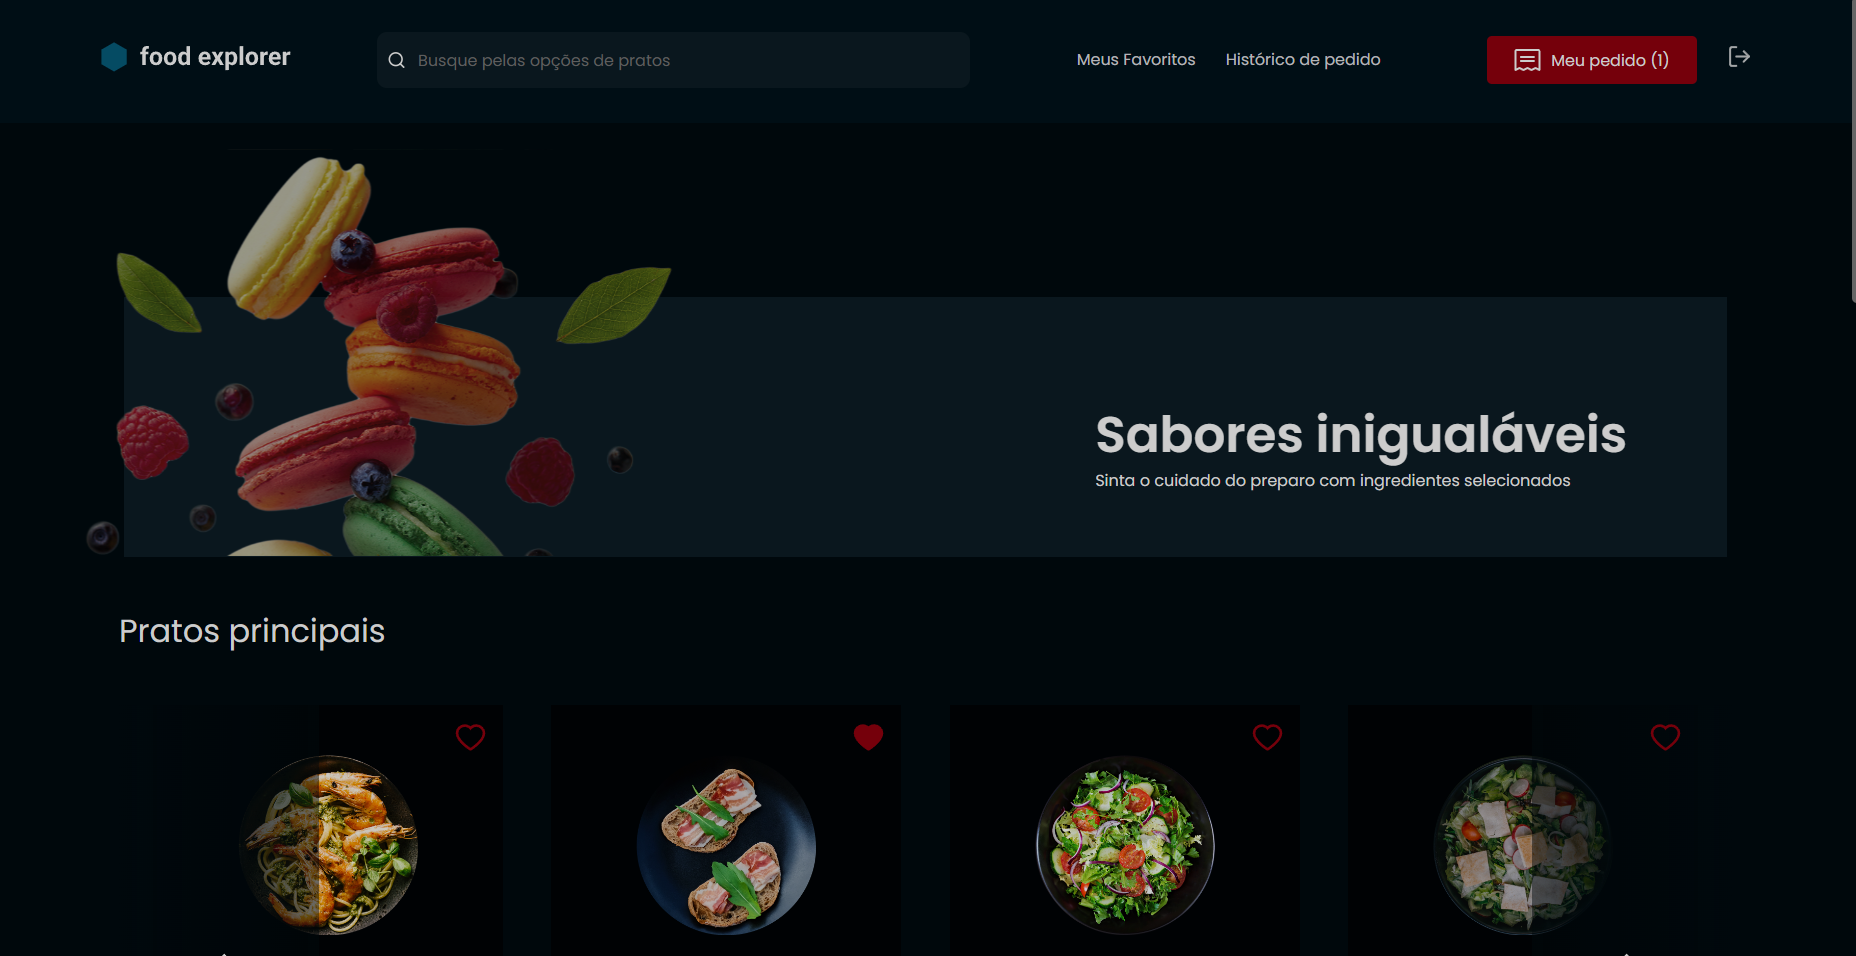 food explorer
Busque pelas opções de pratos
Meus Favoritos
Histórico de pedido
Meu pedido (1)
Sabores inigualáveis
Sinta o cuidado do preparo com ingredientes selecionados
Pratos principais